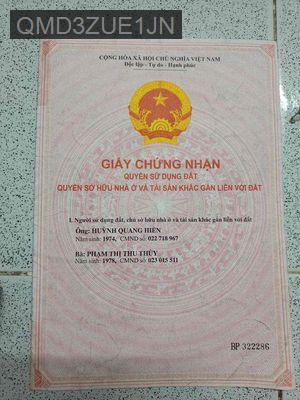 QMD3ZUE1JN
CỘNG HÒA XÃ HỘI CHỦ NGHĨA VIỆT NAM
Độc lập - Tự do - Hạnh phúc
GIẤY CHỨNG NHẬN
QUYỀN SỬ DỤNG ĐẤT
QUYỀN SỞ HỮU NHÀ Ở VÀ TÀI SẢN KHÁC GẮN LIỀN VỚI ĐẤT
I. Người sử dụng đất, chủ sở hữu nhà ở và tài sản khác gắn liền với đất
Ông: HUỲNH QUANG HIỀN
Năm sinh: 1974, CMND số: 022 718 967
Bà: PHẠM THỊ THU THỦY
Năm sinh: 1978, CMND số: 023 015 511
BP 322286